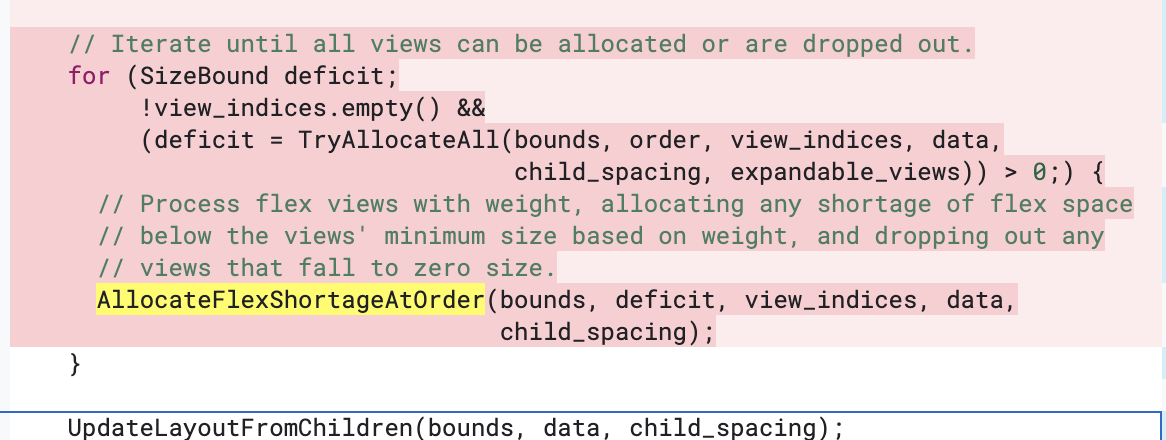 // Iterate until all views can be allocated or are dropped out.
for (SizeBound deficit;
!view_indices.empty() &&
(deficit = TryAllocateAll(bounds, order, view_indices, data,
child_spacing, expandable_views)) > 0;) {
// Process flex views with weight, allocating any shortage of flex space
// below the views' minimum size based on weight, and dropping out any
// views that fall to zero size.
AllocateFlexShortageAtOrder(bounds, deficit, view_indices, data,
child_spacing);
}
UpdateLayoutFromChildren(bounds, data, child_spacing);